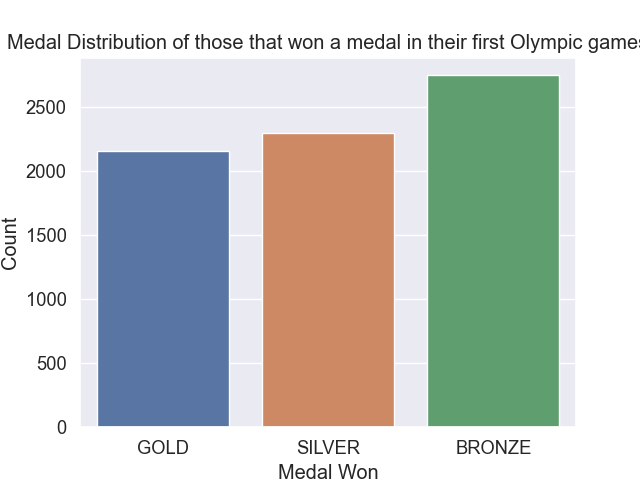 Medal Distribution of those that won a medal in their first Olympic games
2500
2000
1500
1000
500
0
Count
GOLD SILVER BRONZE
Medal Won